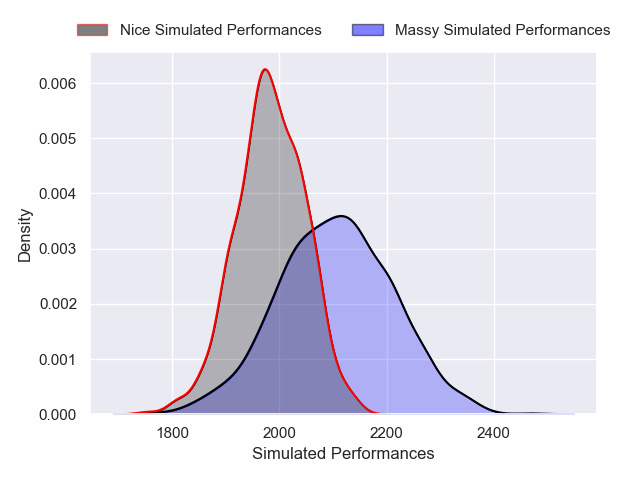 Nice Simulated Performances
Massy Simulated Performances
0.006
0.005
0.004
0.003
0.002
0.001
0.000
Density
1800
2000
2200
2400
Simulated Performances